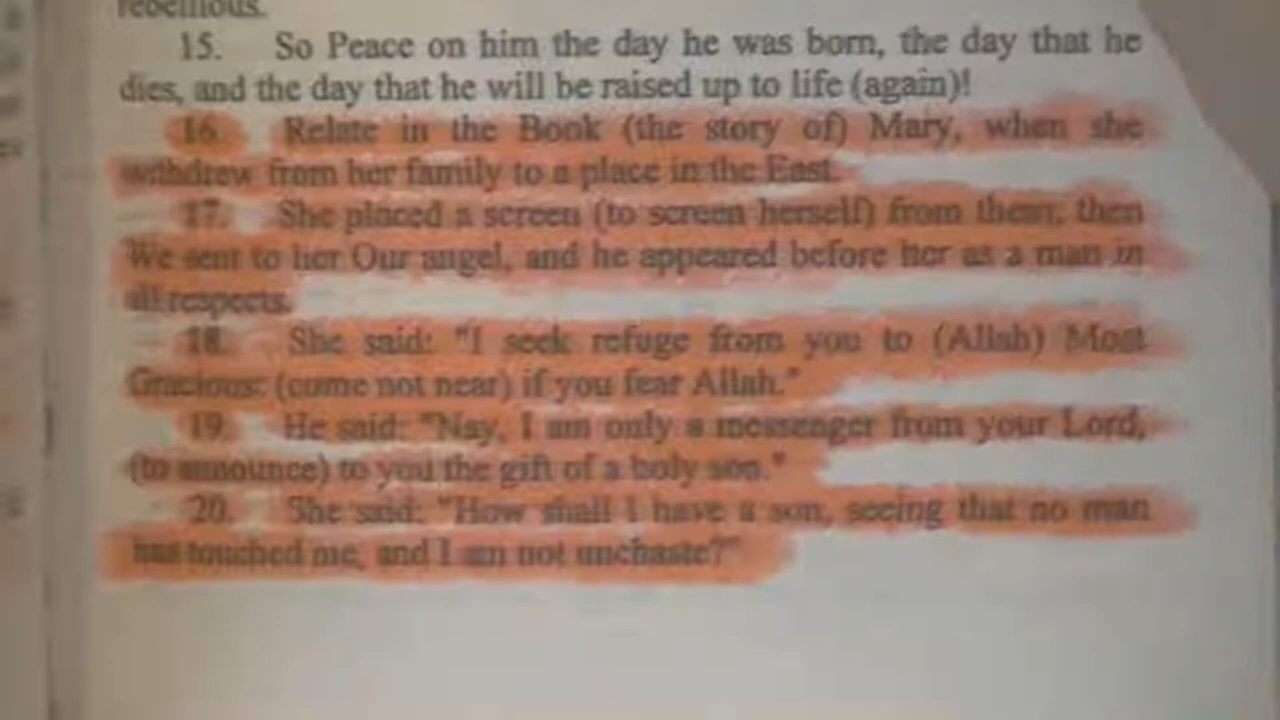 rebellious.
15. So Peace on him the day he was born, the day that he
dies, and the day that he will be raised up to life (again)!
16. Relate in the Book (the story of) Mary, when she
withdrew from her family to a place in the East.
17. She placed a screen (to screen herself) from them; then
We sent to her Our angel, and he appeared before her as a man in
all respects.
18. She said: "I seek refuge from you to (Allah) Most
Gracious: (come not near) if you fear Allah."
19. He said: "Nay, I am only a messenger from your Lord,
(to announce) to you the gift of a holy son."
20. She said: "How shall I have a son, seeing that no man
has touched me, and I am not unchaste?"